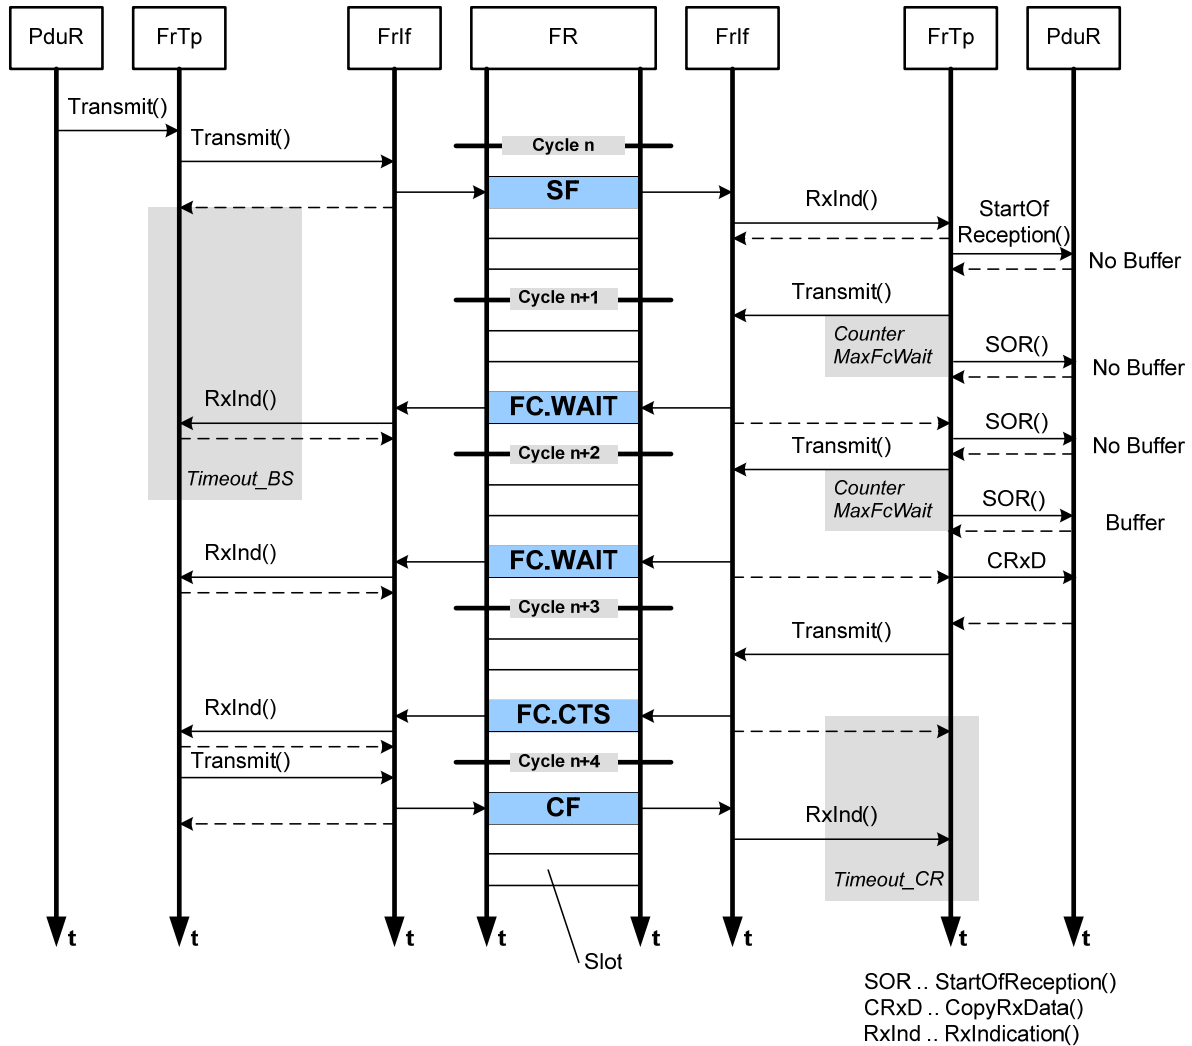 PduR
FrTp
FrIf
FR
FrIf
FrTp
PduR
Transmit()
Transmit()
Cycle n
SF
RxInd()
StartOf
Reception()
No Buffer
Cycle n+1
Transmit()
Counter
MaxFcWait
SOR()
No Buffer
RxInd()
FC.WAIT
SOR()
No Buffer
Transmit()
Cycle n+2
Timeout_BS
Counter
MaxFcWait
SOR()
Buffer
RxInd()
FC.WAIT
CRxD
Cycle n+3
Transmit()
RxInd()
FC.CTS
Transmit()
Cycle n+4
CF
RxInd()
Timeout_CR
t
t
t
t
t
t
t
t
Slot
SOR .. StartOfReception()
CRxD .. CopyRxData()
RxInd .. RxIndication()